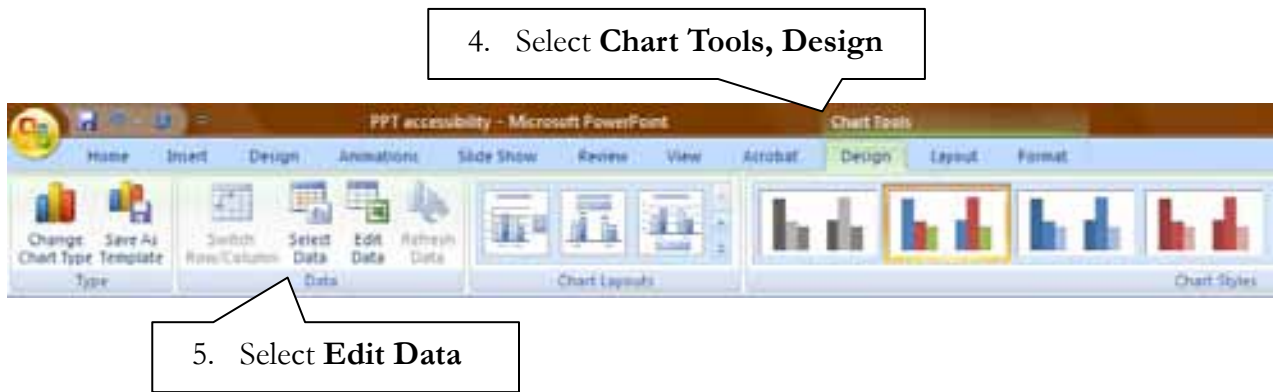 4. Select Chart Tools, Design
PPT accessibility - Microsoft PowerPoint Chart Tools
Home Insert Design Animations Slide Show Review View Acrobat Design Layout Format
Change Save As Switch Select Edit Refresh
Chart Type Template Row/Column Data Data Data
Type Data Chart Layouts Chart Styles
5. Select Edit Data